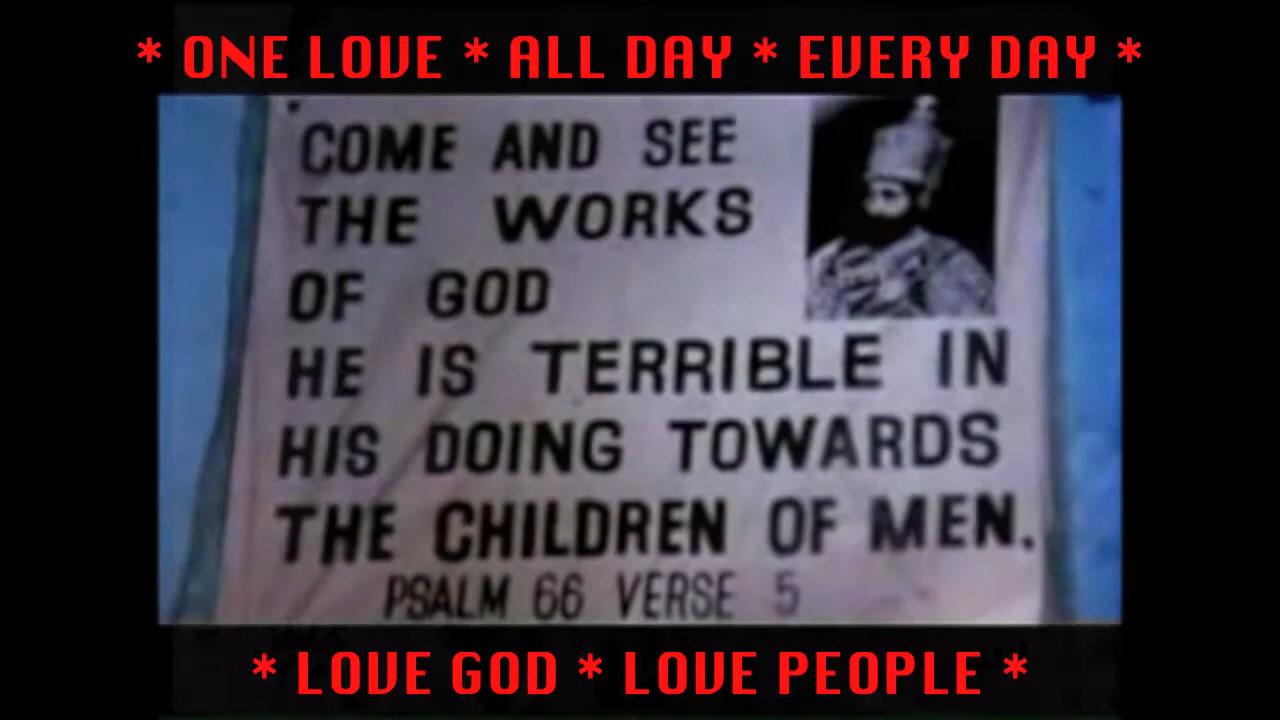 * ONE LOVE * ALL DAY * EVERY DAY *
COME AND SEE
THE WORKS
OF GOD
HE IS TERRIBLE IN
HIS DOING TOWARDS
THE CHILDREN OF MEN.
PSALM 66 VERSE 5
* LOVE GOD * LOVE PEOPLE *